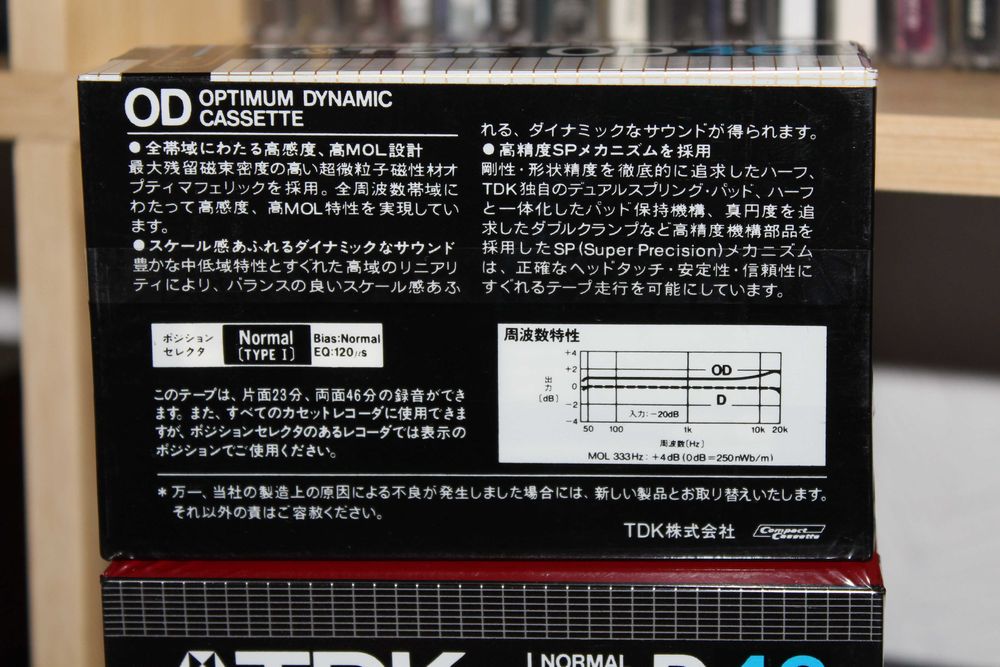 TDK OD46
OD OPTIMUM DYNAMIC
CASSETTE
● 全帯域にわたる高感度、高MOL設計
最大残留磁束密度の高い超微粒子磁性材オ
プティマフェリックを採用。全周波数帯域に
わたって高感度、高MOL特性を実現してい
ます。
● スケール感あふれるダイナミックなサウンド
豊かな中低域特性とすぐれた高域のリニアリ
ティにより、バランスの良いスケール感あふ
れる、ダイナミックなサウンドが得られます。
● 高精度SPメカニズムを採用
剛性・形状精度を徹底的に追求したハーフ、
TDK独自のデュアルスプリング・パッド、ハーフ
と一体化したパッド保持機構、真円度を追
求したダブルクランプなど高精度機構部品を
採用したSP(Super Precision)メカニズム
は、正確なヘッドタッチ・安定性・信頼性に
すぐれるテープ走行を可能にしています。
ポジション
セレクタ
Normal
(TYPE I)
Bias:Normal
EQ:120μs
このテープは、片面23分、両面46分の録音ができ
ます。また、すべてのカセットレコーダに使用できま
すが、ポジションセレクタのあるレコーダでは表示の
ポジションでご使用ください。
周波数特性
出力
[dB]
+4
+2
0
−2
−4
OD
D
入力:−20dB
50 100 1k 10k 20k
周波数[Hz]
MOL 333Hz: +4dB (0dB=250nWb/m)
*万一、当社の製造上の原因による不良が発生しました場合には、新しい製品とお取り替えいたします。
それ以外の責はご容赦ください。
TDK株式会社
Compact
Cassette
TDK
NORMAL
D46